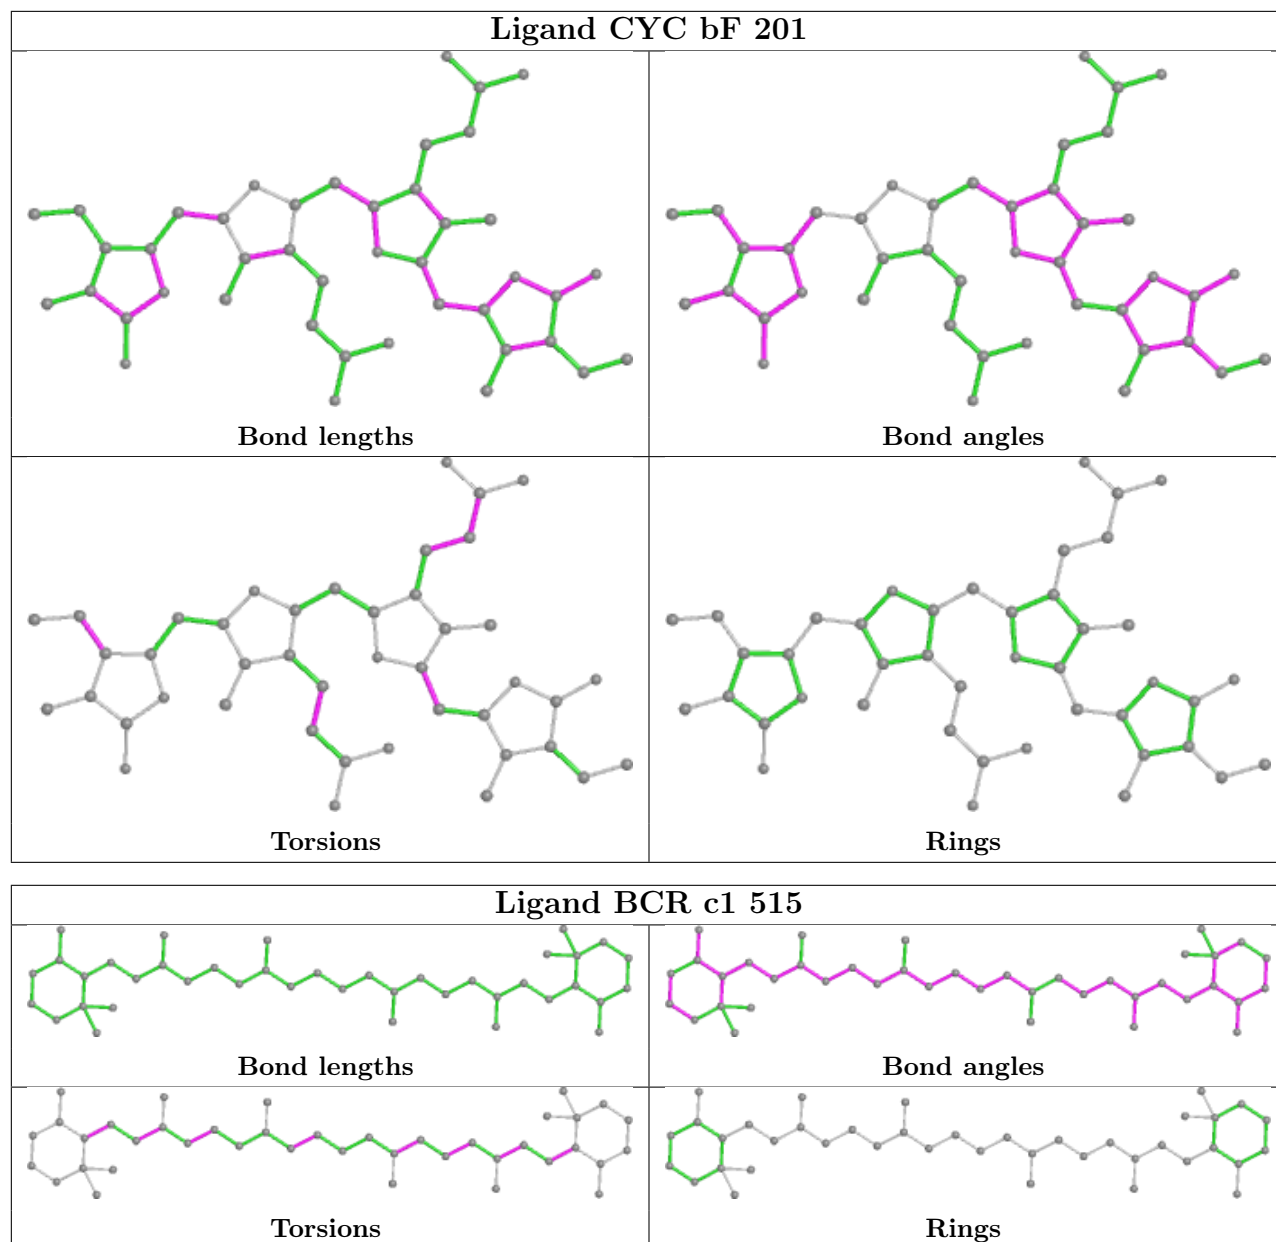 Ligand CYC bF 201
Bond lengths
Bond angles
Torsions
Rings
Ligand BCR c1 515
Bond lengths
Bond angles
Torsions
Rings